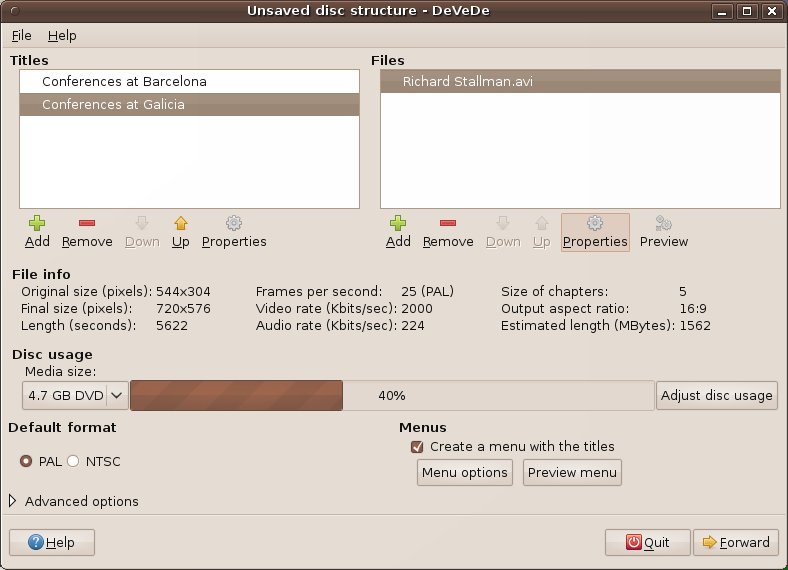 Unsaved disc structure - DeVeDe
File Help
Titles Files
Conferences at Barcelona Richard Stallman.avi
Conferences at Galicia
Add Remove Down Up Properties Add Remove Down Up Properties Preview
File info
Original size (pixels): 544x304 Frames per second: 25 (PAL) Size of chapters: 5
Final size (pixels): 720x576 Video rate (Kbits/sec): 2000 Output aspect ratio: 16:9
Length (seconds): 5622 Audio rate (Kbits/sec): 224 Estimated length (MBytes): 1562
Disc usage
Media size:
4.7 GB DVD 40% Adjust disc usage
Default format Menus
Create a menu with the titles
PAL NTSC Menu options Preview menu
Advanced options
Help Quit Forward